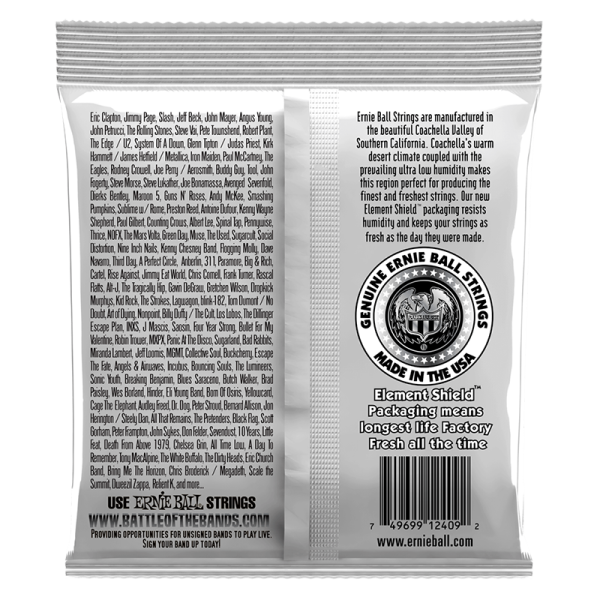 Eric Clapton, Jimmy Page, Slash, Jeff Beck, John Mayer, Angus Young,
John Petrucci, The Rolling Stones, Steve Vai, Pete Townshend, Robert Plant,
The Edge / U2, System Of A Down, Glenn Tipton / Judas Priest, Kirk
Hammett / James Hetfield / Metallica, Iron Maiden, Paul McCartney, The
Eagles, Rodney Crowell, Joe Perry / Aerosmith, Buddy Guy, Tool, John
Fogerty, Steve Morse, Steve Lukather, Joe Bonamassa, Avenged Sevenfold,
Dierks Bentley, Maroon 5, Guns N' Roses, Andy McKee, Smashing
Pumpkins, Sublime w/ Rome, Preston Reed, Antoine Dufour, Kenny Wayne
Shepherd, Paul Gilbert, Counting Crows, Albert Lee, Spinal Tap, Pennywise,
Thrice, NOFX, The Mars Volta, Green Day, Muse, The Used, Sugarcult, Social
Distortion, Nine Inch Nails, Kenny Chesney Band, Flogging Molly, Dave
Navarro, Third Day, A Perfect Circle, Anberlin, 311, Paramore, Big & Rich,
Cartel, Rise Against, Jimmy Eat World, Chris Cornell, Frank Turner, Rascal
Flatts, Alt-J, The Tragically Hip, Gavin DeGraw, Gretchen Wilson, Dropkick
Murphys, Kid Rock, The Strokes, Lagwagon, blink-182, Tom Dumont / No
Doubt, Art of Dying, Nonpoint, Billy Duffy / The Cult, Los Lobos, The Dillinger
Escape Plan, INXS, J Mascis, Saosin, Four Year Strong, Bullet For My
Valentine, Robin Trower, MXPX, Panic At The Disco, Sugarland, Bad Rabbits,
Miranda Lambert, Jeff Loomis, MGMT, Collective Soul, Buckcherry, Escape
The Fate, Angels & Airwaves, Incubus, Bouncing Souls, The Lumineers,
Sonic Youth, Breaking Benjamin, Blues Saraceno, Butch Walker, Brad
Paisley, Wes Borland, Hinder, Eli Young Band, Born Of Osiris, Yellowcard,
Cage The Elephant, Audley Freed, Dr. Dog, Peter Stroud, Bernard Allison, Jon
Herington / Steely Dan, All That Remains, The Pretenders, Black Flag, Scott
Gorham, Peter Frampton, John Sykes, Don Felder, Sevendust, 10 Years, Little
Feat, Death From Above 1979, Chelsea Grin, All Time Low, A Day To
Remember, Tony MacAlpine, The White Buffalo, The Dirty Heads, Eric Church
Band, Bring Me The Horizon, Chris Broderick / Megadeth, Scale the
Summit, Dweezil Zappa, Relient K, and more...
USE ERNIE BALL STRINGS
WWW.BATTLEOFTHEBANDS.COM
PROVIDING OPPORTUNITIES FOR UNSIGNED BANDS TO PLAY LIVE.
SIGN YOUR BAND UP TODAY!
Ernie Ball Strings are manufactured in
the beautiful Coachella Valley of
Southern California. Coachella's warm
desert climate coupled with the
prevailing ultra low humidity makes
this region perfect for producing the
finest and freshest strings. Our new
Element Shield™ packaging resists
humidity and keeps your strings as
fresh as the day they were made.
GENUINE ERNIE BALL STRINGS
MADE IN THE USA
Element Shield™
Packaging means
longest life Factory
Fresh all the time
7 49699 12409 2
www.ernieball.com